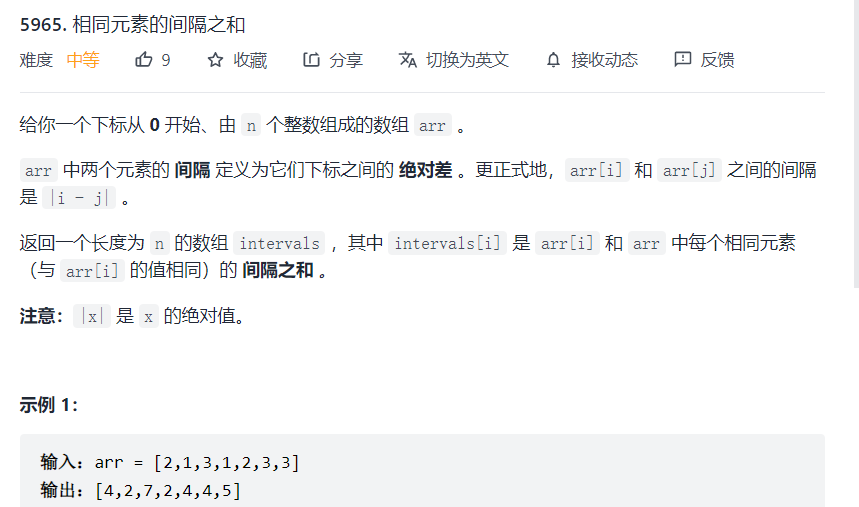 5965. 相同元素的间隔之和
难度 中等 9 收藏 分享 切换为英文 接收动态 反馈
给你一个下标从 0 开始、由 n 个整数组成的数组 arr 。
arr 中两个元素的 间隔 定义为它们下标之间的 绝对差 。更正式地，arr[i] 和 arr[j] 之间的间隔
是 |i - j| 。
返回一个长度为 n 的数组 intervals ，其中 intervals[i] 是 arr[i] 和 arr 中每个相同元素
（与 arr[i] 的值相同）的 间隔之和 。
注意：|x| 是 x 的绝对值。
示例 1：
输入：arr = [2,1,3,1,2,3,3]
输出：[4,2,7,2,4,4,5]